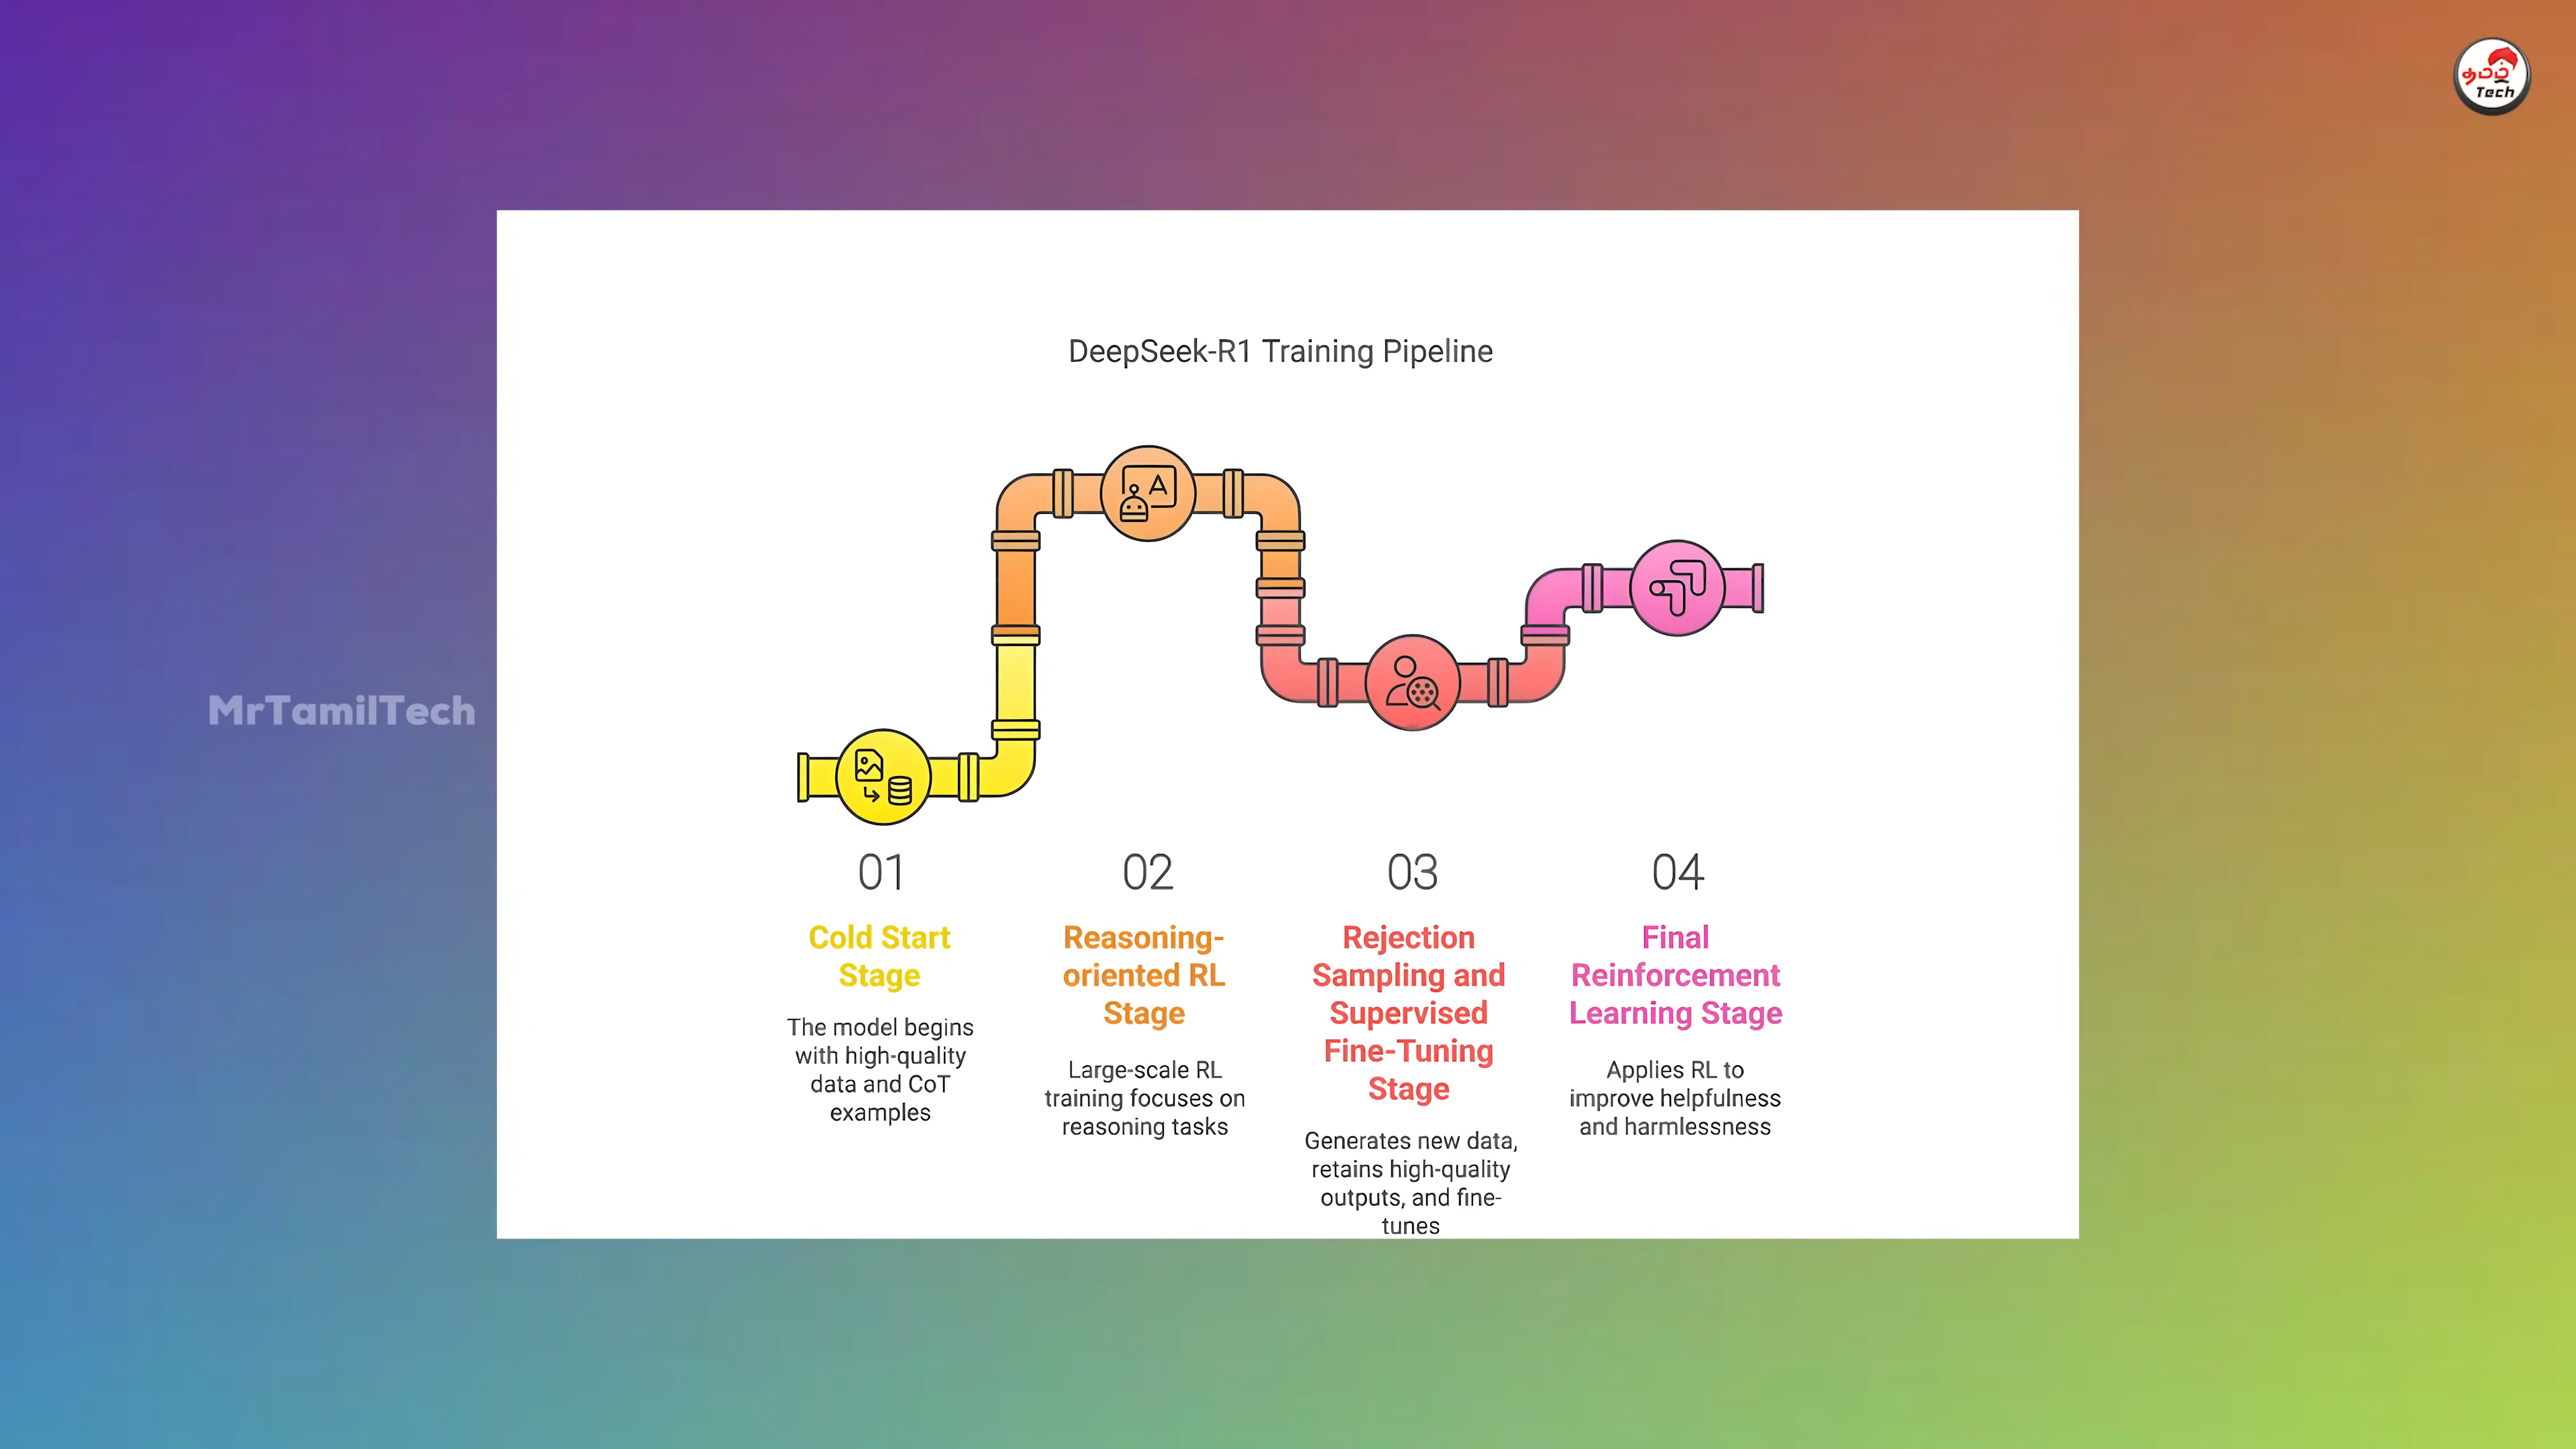 தமிழ்
Tech
DeepSeek-R1 Training Pipeline
A
MrTamilTech
01
Cold Start
Stage
The model begins
with high-quality
data and CoT
examples
02
Reasoning-
oriented RL
Stage
Large-scale RL
training focuses on
reasoning tasks
03
Rejection
Sampling and
Supervised
Fine-Tuning
Stage
Generates new data,
retains high-quality
outputs, and fine-
tunes
04
Final
Reinforcement
Learning Stage
Applies RL to
improve helpfulness
and harmlessness